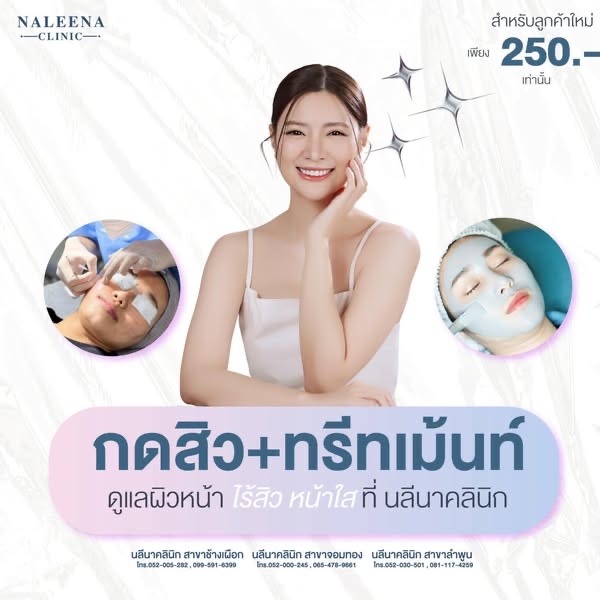 NALEENA
CLINIC
สำหรับลูกค้าใหม่
เพียง 250.-
เท่านั้น
กดสิว+ทรีทเม้นท์
ดูแลผิวหน้า ไร้สิว หน้าใส ที่ นลีนาคลินิก
นลีนาคลินิก สาขาช้างเผือก นลีนาคลินิก สาขาจอมทอง นลีนาคลินิก สาขาลำพูน
โทร.052-005-282 , 099-591-6399 โทร.052-000-245 , 065-478-9661 โทร.052-030-501 , 081-117-4259